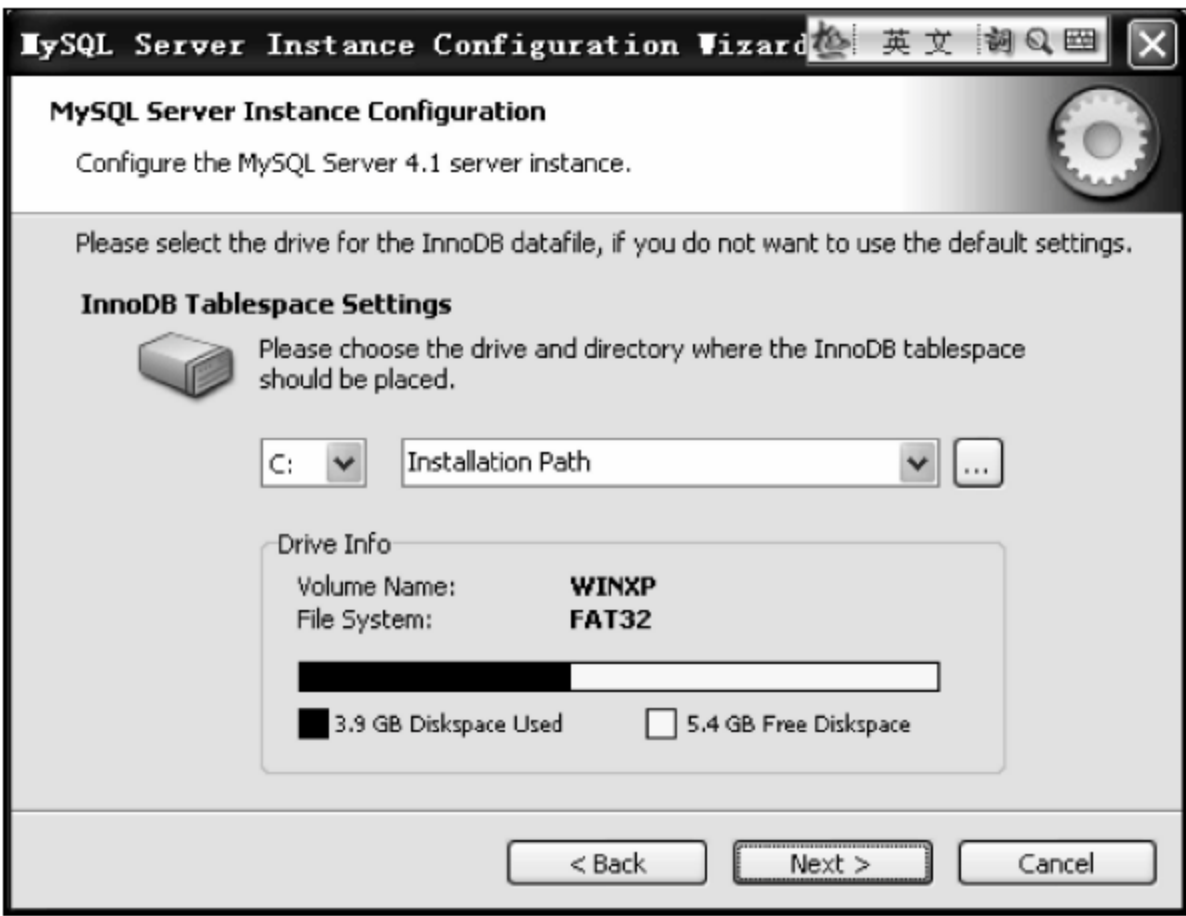 MySQL Server Instance Configuration Wizard
英 文 詞
MySQL Server Instance Configuration
Configure the MySQL Server 4.1 server instance.
Please select the drive for the InnoDB datafile, if you do not want to use the default settings.
InnoDB Tablespace Settings
Please choose the drive and directory where the InnoDB tablespace
should be placed.
C: Installation Path ...
Drive Info
Volume Name: WINXP
File System: FAT32
3.9 GB Diskspace Used 5.4 GB Free Diskspace
< Back Next > Cancel